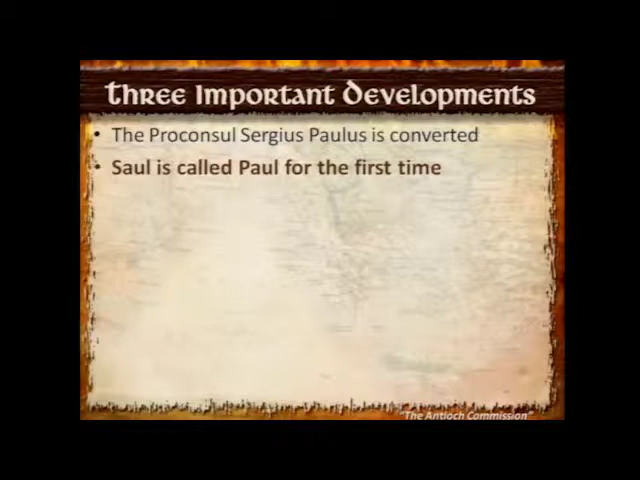 Three Important Developments
• The Proconsul Sergius Paulus is converted
• Saul is called Paul for the first time
"The Antioch Commission"